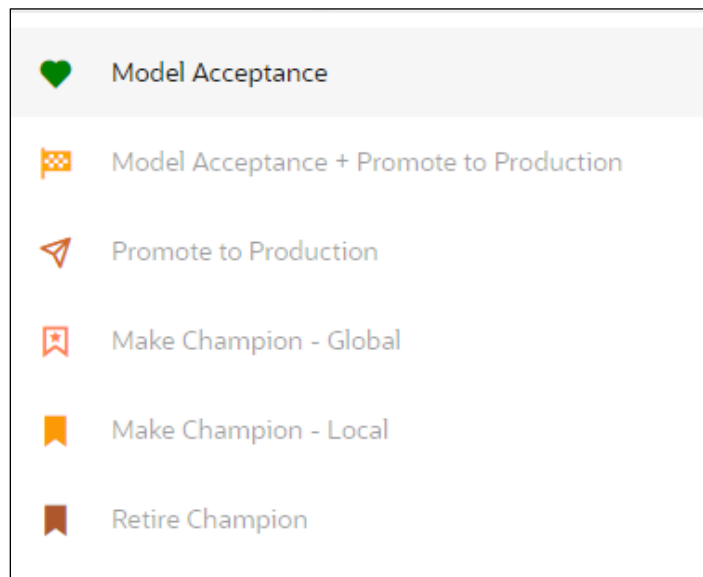 Model Acceptance
Model Acceptance + Promote to Production
Promote to Production
Make Champion - Global
Make Champion - Local
Retire Champion